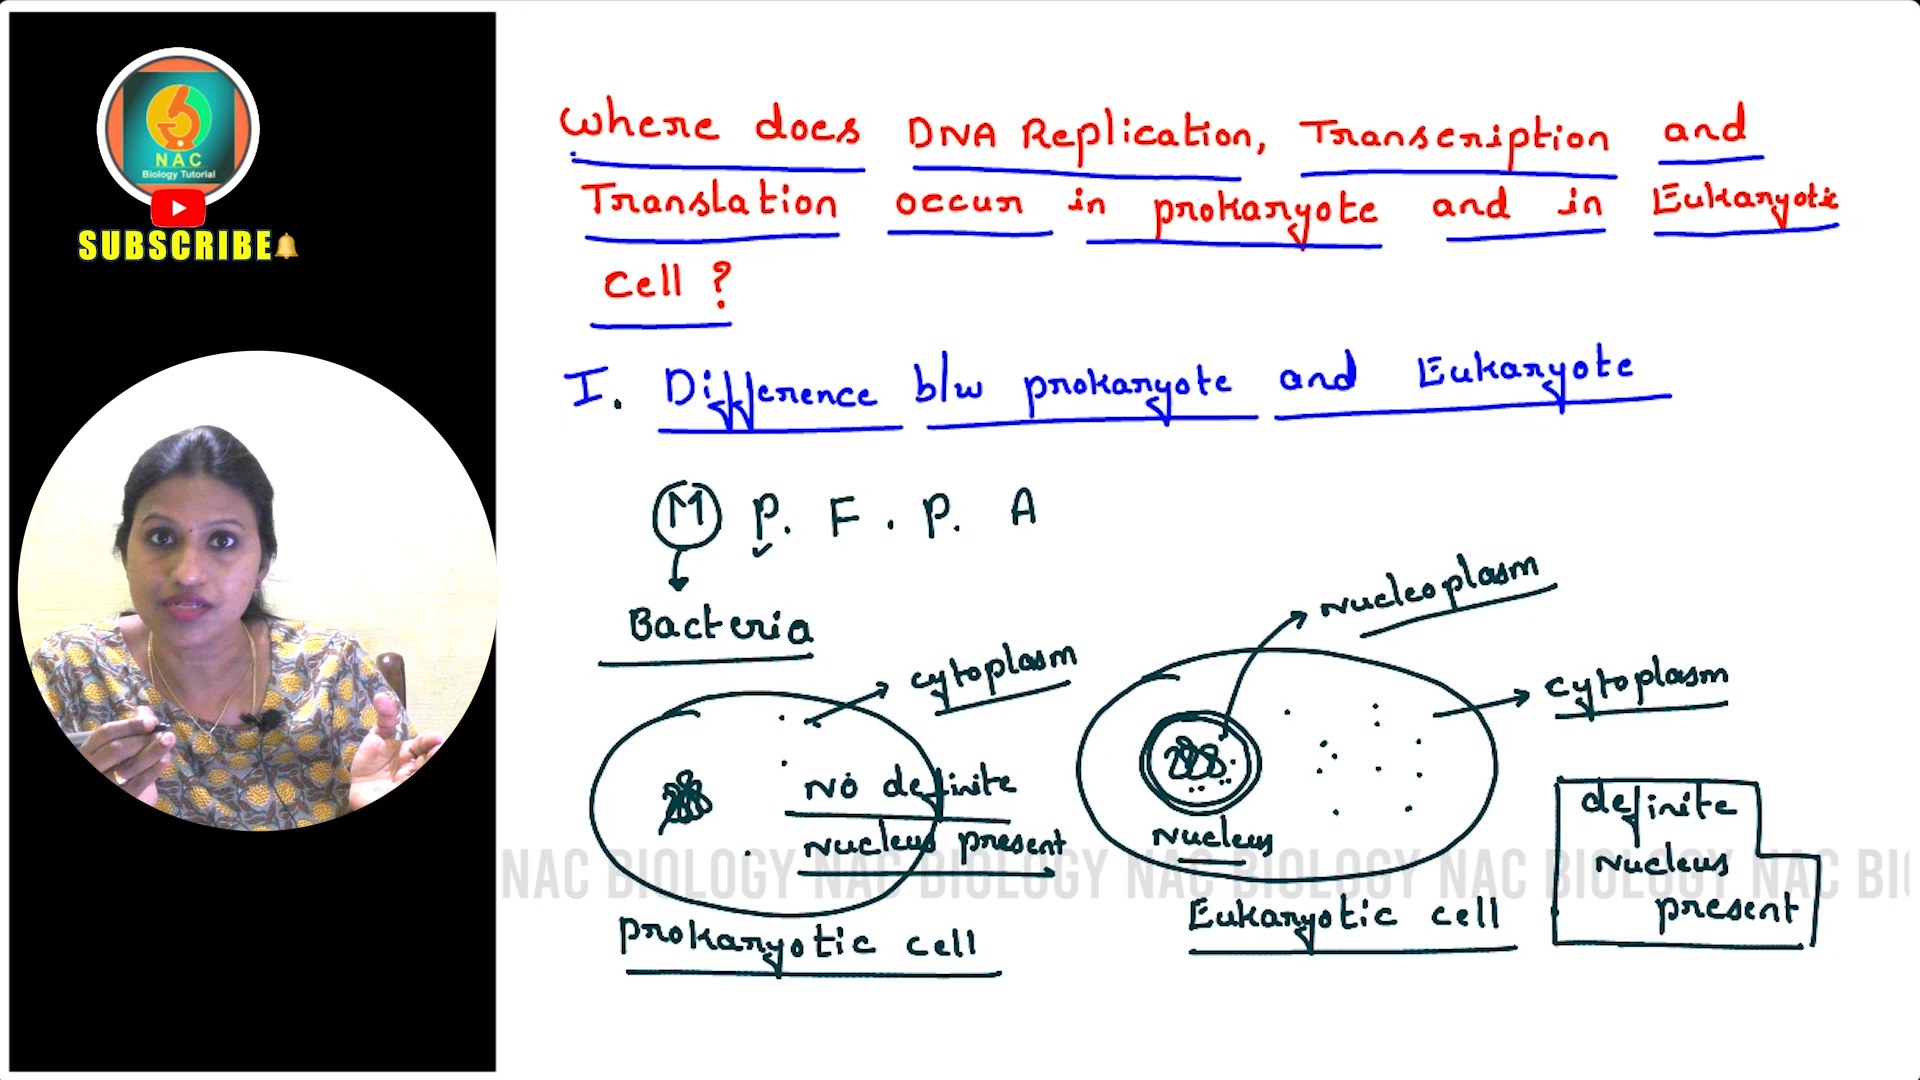 NAC
Biology Tutorial
SUBSCRIBE
Where does DNA Replication, Transcription and
Translation occur in prokaryote and in Eukaryotic
cell ?
I. Difference b/w prokaryote and Eukaryote
M P. F. P. A
Bacteria
nucleoplasm
cytoplasm
cytoplasm
No definite
nucleus present
nucleus
definite
nucleus
present
NAC BIOLOGY NAC BIOLOGY NAC BIOLOGY NAC BIOLOGY NAC BI
Prokaryotic cell
Eukaryotic cell